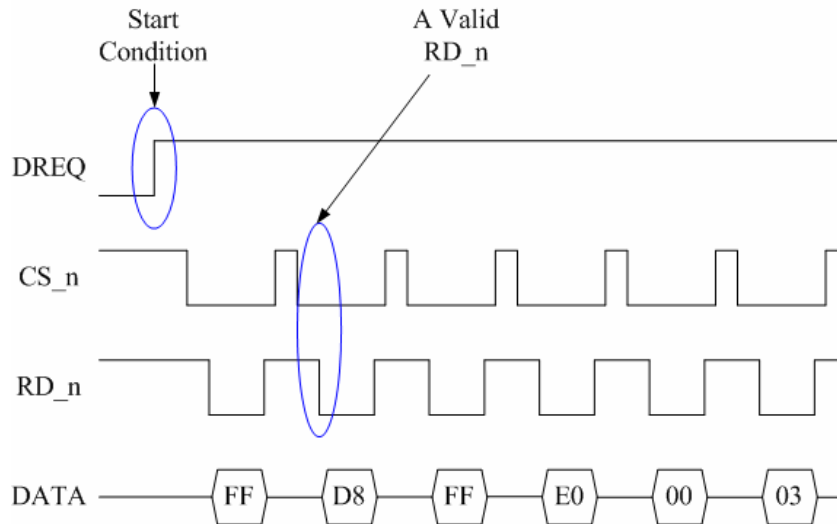 Start
Condition
A Valid
RD_n
DREQ
CS_n
RD_n
DATA FF D8 FF E0 00 03